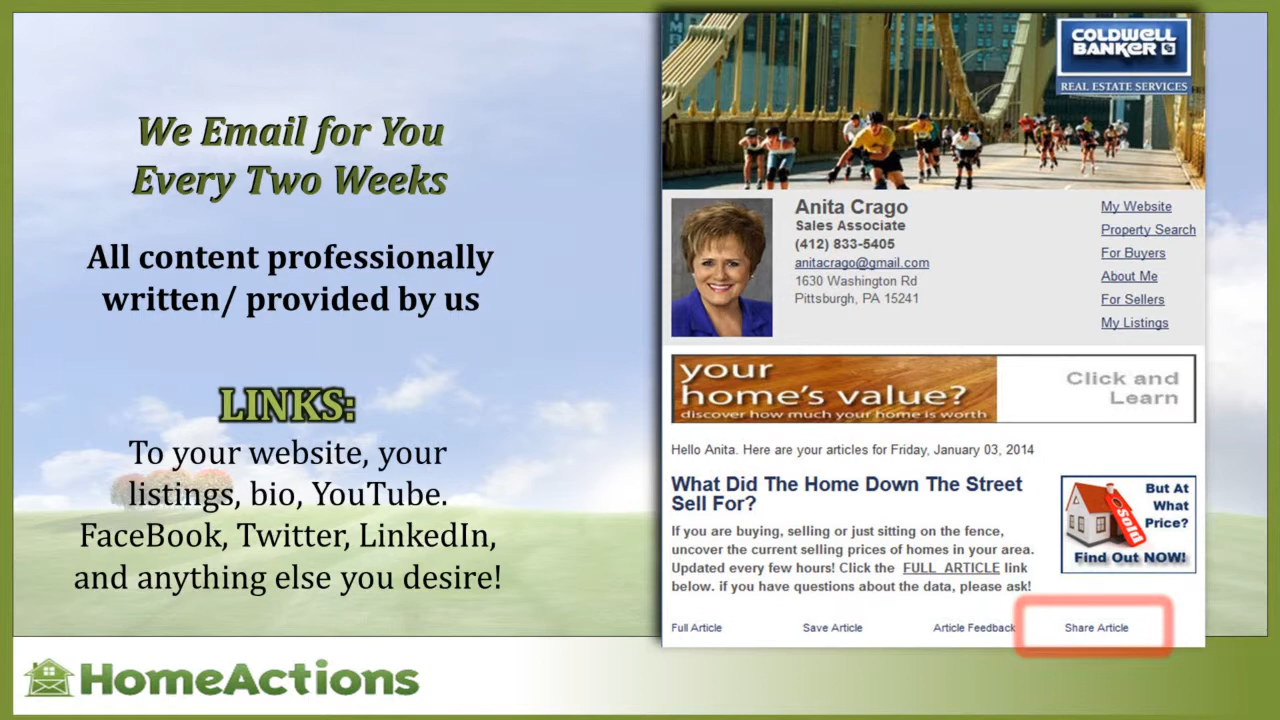 We Email for You
Every Two Weeks
All content professionally
written/ provided by us
LINKS:
To your website, your
listings, bio, YouTube.
FaceBook, Twitter, LinkedIn,
and anything else you desire!
HomeActions
COLDWELL
BANKER
REAL ESTATE SERVICES
Anita Crago
Sales Associate
(412) 833-5405
anitacrago@gmail.com
1630 Washington Rd
Pittsburgh, PA 15241
My Website
Property Search
For Buyers
About Me
For Sellers
My Listings
your
home's value?
discover how much your home is worth
Click and
Learn
Hello Anita. Here are your articles for Friday, January 03, 2014
What Did The Home Down The Street
Sell For?
If you are buying, selling or just sitting on the fence,
uncover the current selling prices of homes in your area.
Updated every few hours! Click the FULL ARTICLE link
below. if you have questions about the data, please ask!
Sold
But At
What
Price?
Find Out NOW!
Full Article
Save Article
Article Feedback
Share Article